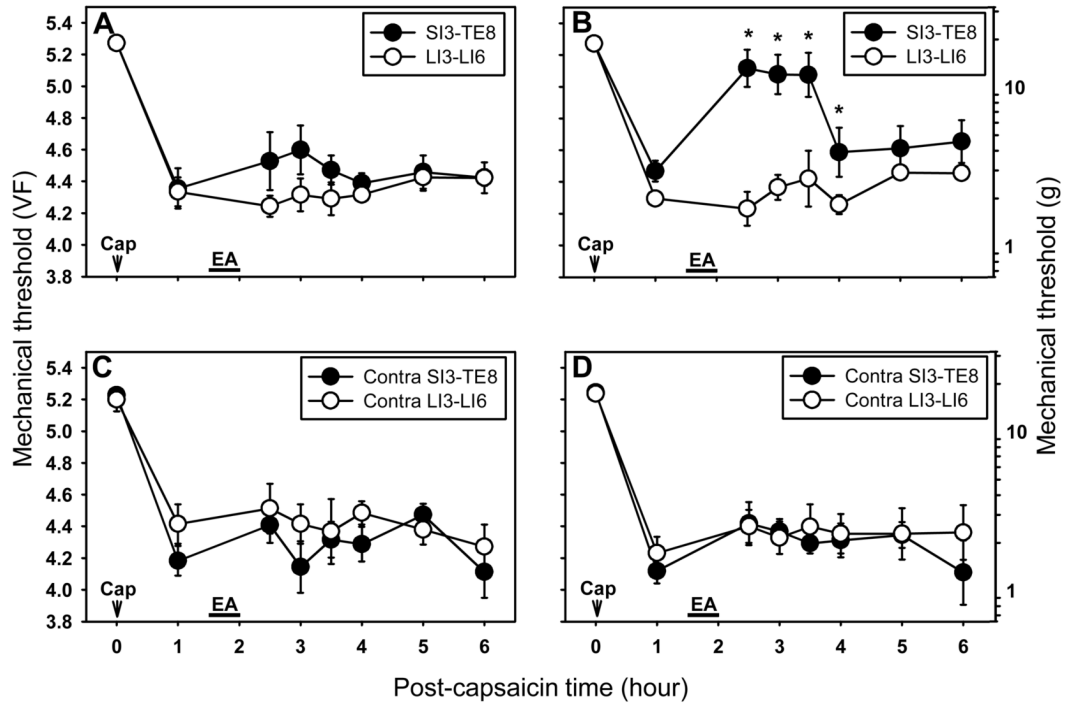 A
SI3-TE8
LI3-LI6
5.4
5.2
5.0
4.8
4.6
4.4
4.2
4.0
3.8
Cap
EA
B
SI3-TE8
LI3-LI6
* * *
*
10
1
Cap
EA
C
Contra SI3-TE8
Contra LI3-LI6
5.4
5.2
5.0
4.8
4.6
4.4
4.2
4.0
3.8
Cap
EA
0 1 2 3 4 5 6
D
Contra SI3-TE8
Contra LI3-LI6
10
1
Cap
EA
0 1 2 3 4 5 6
Mechanical threshold (VF)
Mechanical threshold (g)
Post-capsaicin time (hour)